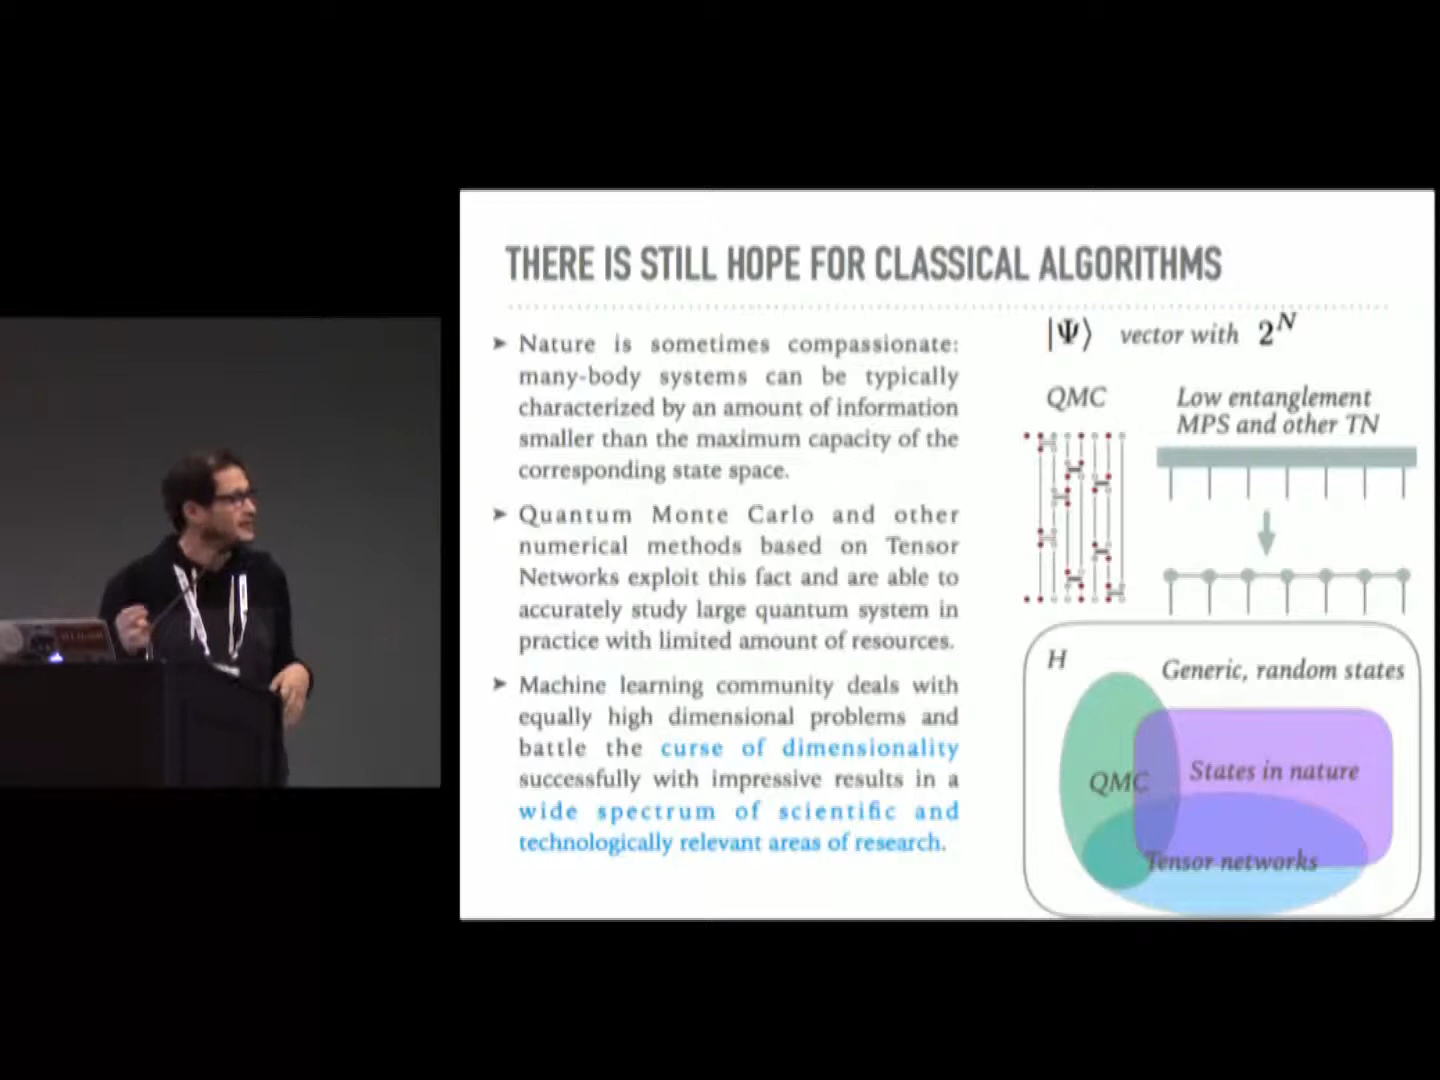 THERE IS STILL HOPE FOR CLASSICAL ALGORITHMS
➤ Nature is sometimes compassionate:
many-body systems can be typically
characterized by an amount of information
smaller than the maximum capacity of the
corresponding state space.
➤ Quantum Monte Carlo and other
numerical methods based on Tensor
Networks exploit this fact and are able to
accurately study large quantum system in
practice with limited amount of resources.
➤ Machine learning community deals with
equally high dimensional problems and
battle the curse of dimensionality
successfully with impressive results in a
wide spectrum of scientific and
technologically relevant areas of research.
|Ψ⟩ vector with 2^N
QMC
Low entanglement
MPS and other TN
H
Generic, random states
QMC
States in nature
Tensor networks